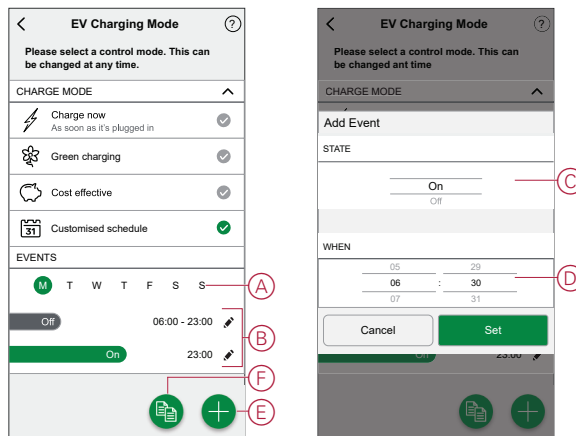 EV Charging Mode
?
Please select a control mode. This can
be changed at any time.
CHARGE MODE
Charge now
As soon as it's plugged in
Green charging
Cost effective
31
Customised schedule
EVENTS
M T W T F S S
A
Off
06:00 - 23:00
B
On
23:00
F
E
EV Charging Mode
?
Please select a control mode. This can
be changed ant time
CHARGE MODE
Add Event
STATE
On
C
Off
WHEN
05 29
06 : 30
D
07 31
Cancel
Set
On
23:00